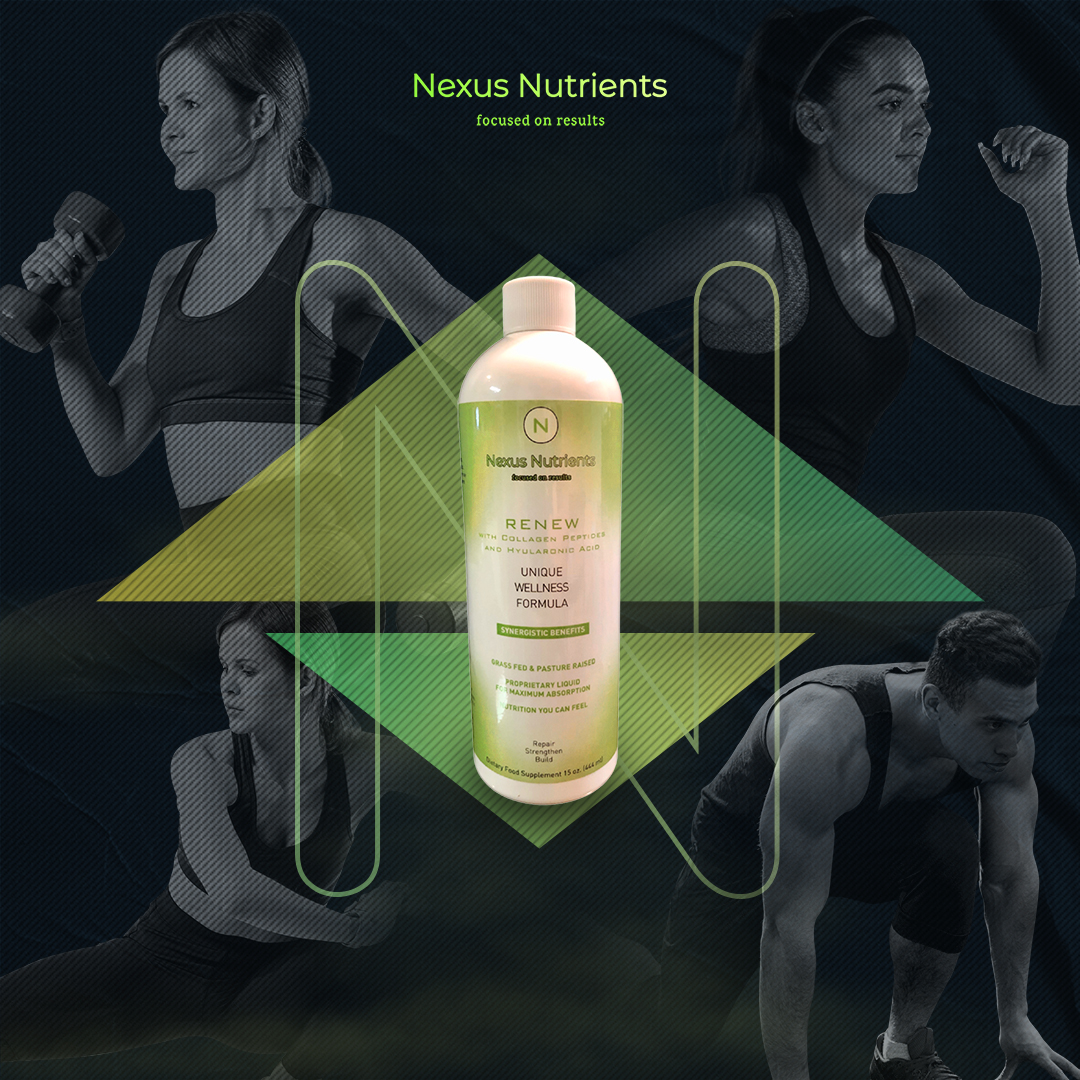 Nexus Nutrients
focused on results
N
Nexus Nutrients
focused on results
RENEW
WITH COLLAGEN PEPTIDES
AND HYULARONIC ACID
UNIQUE
WELLNESS
FORMULA
SYNERGISTIC BENEFITS
GRASS FED & PASTURE RAISED
PROPRIETARY LIQUID
FOR MAXIMUM ABSORPTION
NUTRITION YOU CAN FEEL
Repair
Strengthen
Build
Dietary Food Supplement 15 oz. (444 ml)